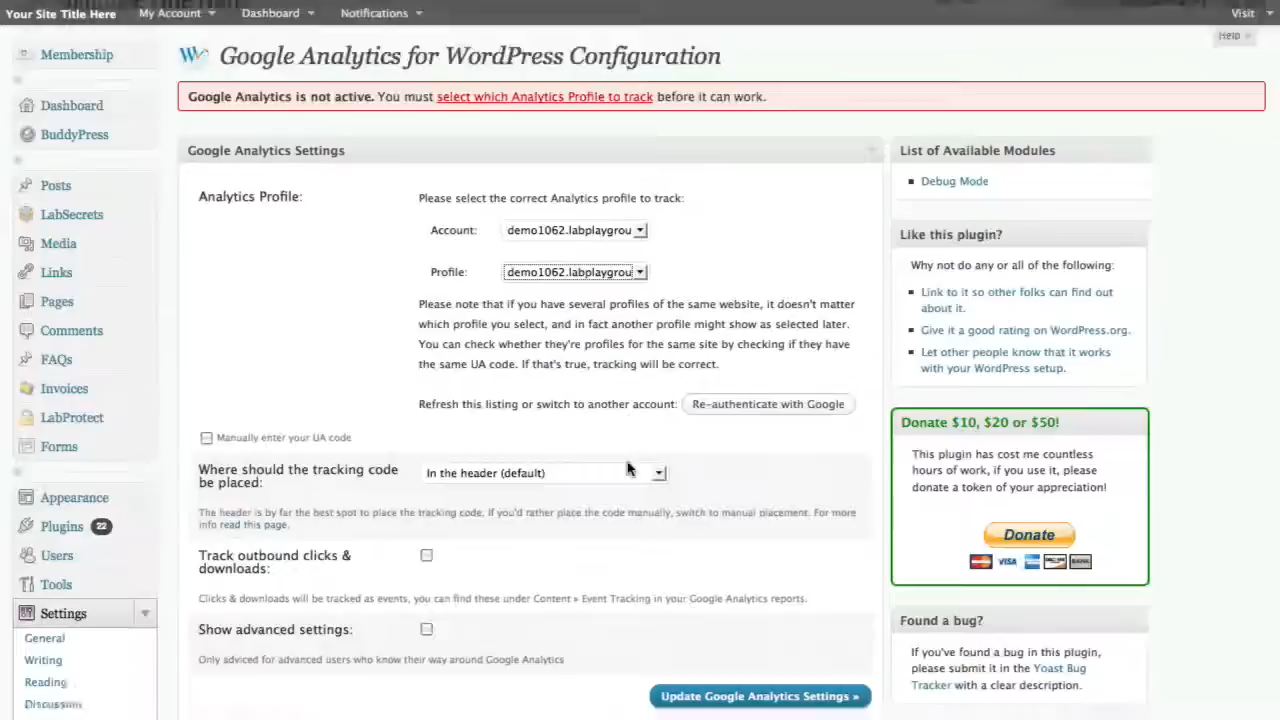 Your Site Title Here My Account Dashboard Notifications Visit
Help
Membership
Dashboard
BuddyPress
Posts
LabSecrets
Media
Links
Pages
Comments
FAQs
Invoices
LabProtect
Forms
Appearance
Plugins 22
Users
Tools
Settings
General
Writing
Reading
Discussion
Google Analytics for WordPress Configuration
Google Analytics is not active. You must select which Analytics Profile to track before it can work.
Google Analytics Settings
Analytics Profile:
Please select the correct Analytics profile to track:
Account: demo1062.labplaygrou
Profile: demo1062.labplaygrou
Please note that if you have several profiles of the same website, it doesn't matter
which profile you select, and in fact another profile might show as selected later.
You can check whether they're profiles for the same site by checking if they have
the same UA code. If that's true, tracking will be correct.
Refresh this listing or switch to another account: Re-authenticate with Google
Manually enter your UA code
Where should the tracking code
be placed:
In the header (default)
The header is by far the best spot to place the tracking code. If you'd rather place the code manually, switch to manual placement. For more
info read this page.
Track outbound clicks &
downloads:
Clicks & downloads will be tracked as events, you can find these under Content » Event Tracking in your Google Analytics reports.
Show advanced settings:
Only adviced for advanced users who know their way around Google Analytics
Update Google Analytics Settings »
List of Available Modules
Debug Mode
Like this plugin?
Why not do any or all of the following:
Link to it so other folks can find out
about it.
Give it a good rating on WordPress.org.
Let other people know that it works
with your WordPress setup.
Donate $10, $20 or $50!
This plugin has cost me countless
hours of work, if you use it, please
donate a token of your appreciation!
Donate
VISA
Found a bug?
If you've found a bug in this plugin,
please submit it in the Yoast Bug
Tracker with a clear description.